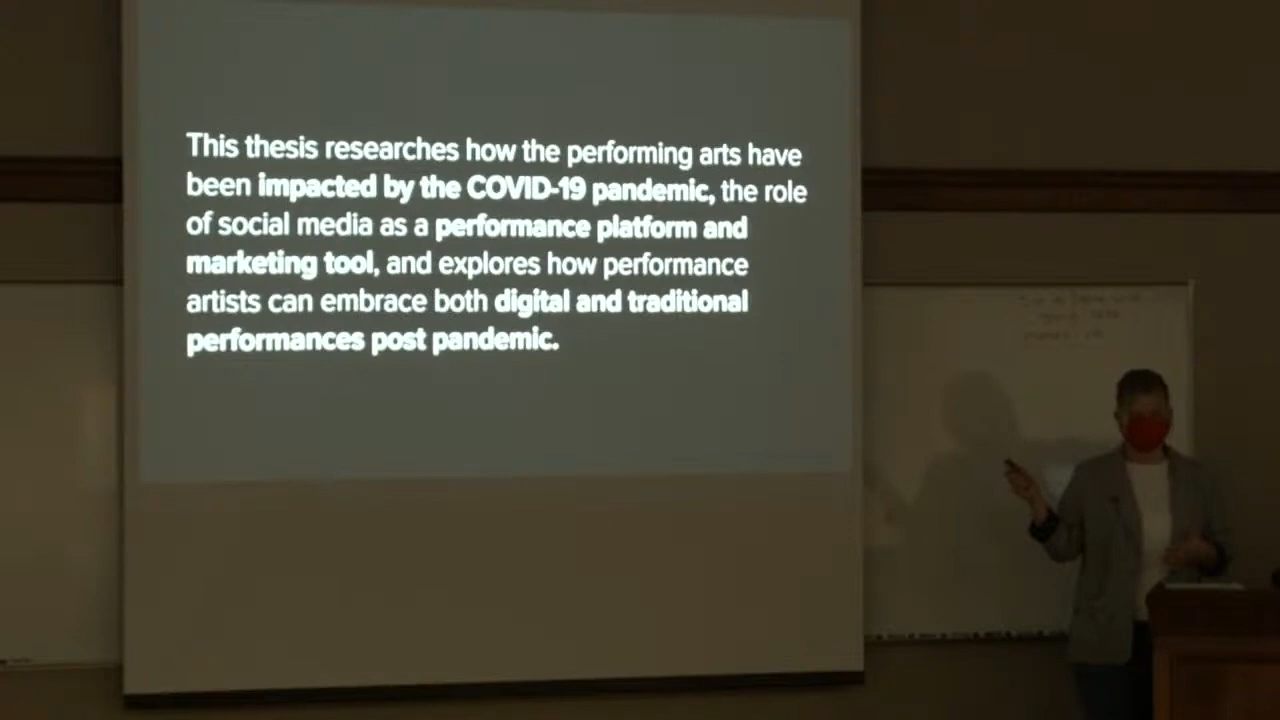 This thesis researches how the performing arts have
been impacted by the COVID-19 pandemic, the role
of social media as a performance platform and
marketing tool, and explores how performance
artists can embrace both digital and traditional
performances post pandemic.